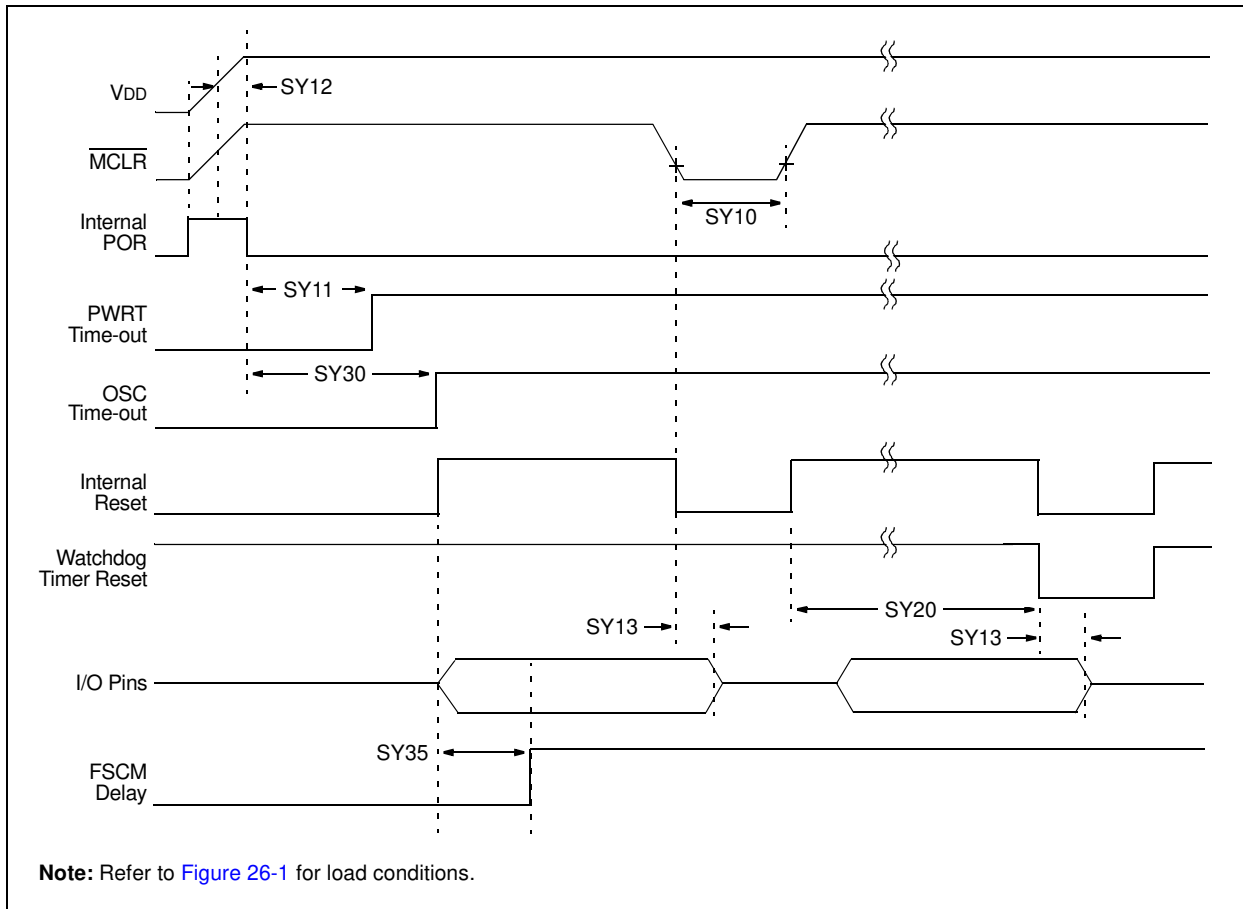 VDD
SY12
MCLR
SY10
Internal
POR
SY11
PWRT
Time-out
SY30
OSC
Time-out
Internal
Reset
Watchdog
Timer Reset
SY20
SY13
SY13
I/O Pins
SY35
FSCM
Delay
Note: Refer to Figure 26-1 for load conditions.